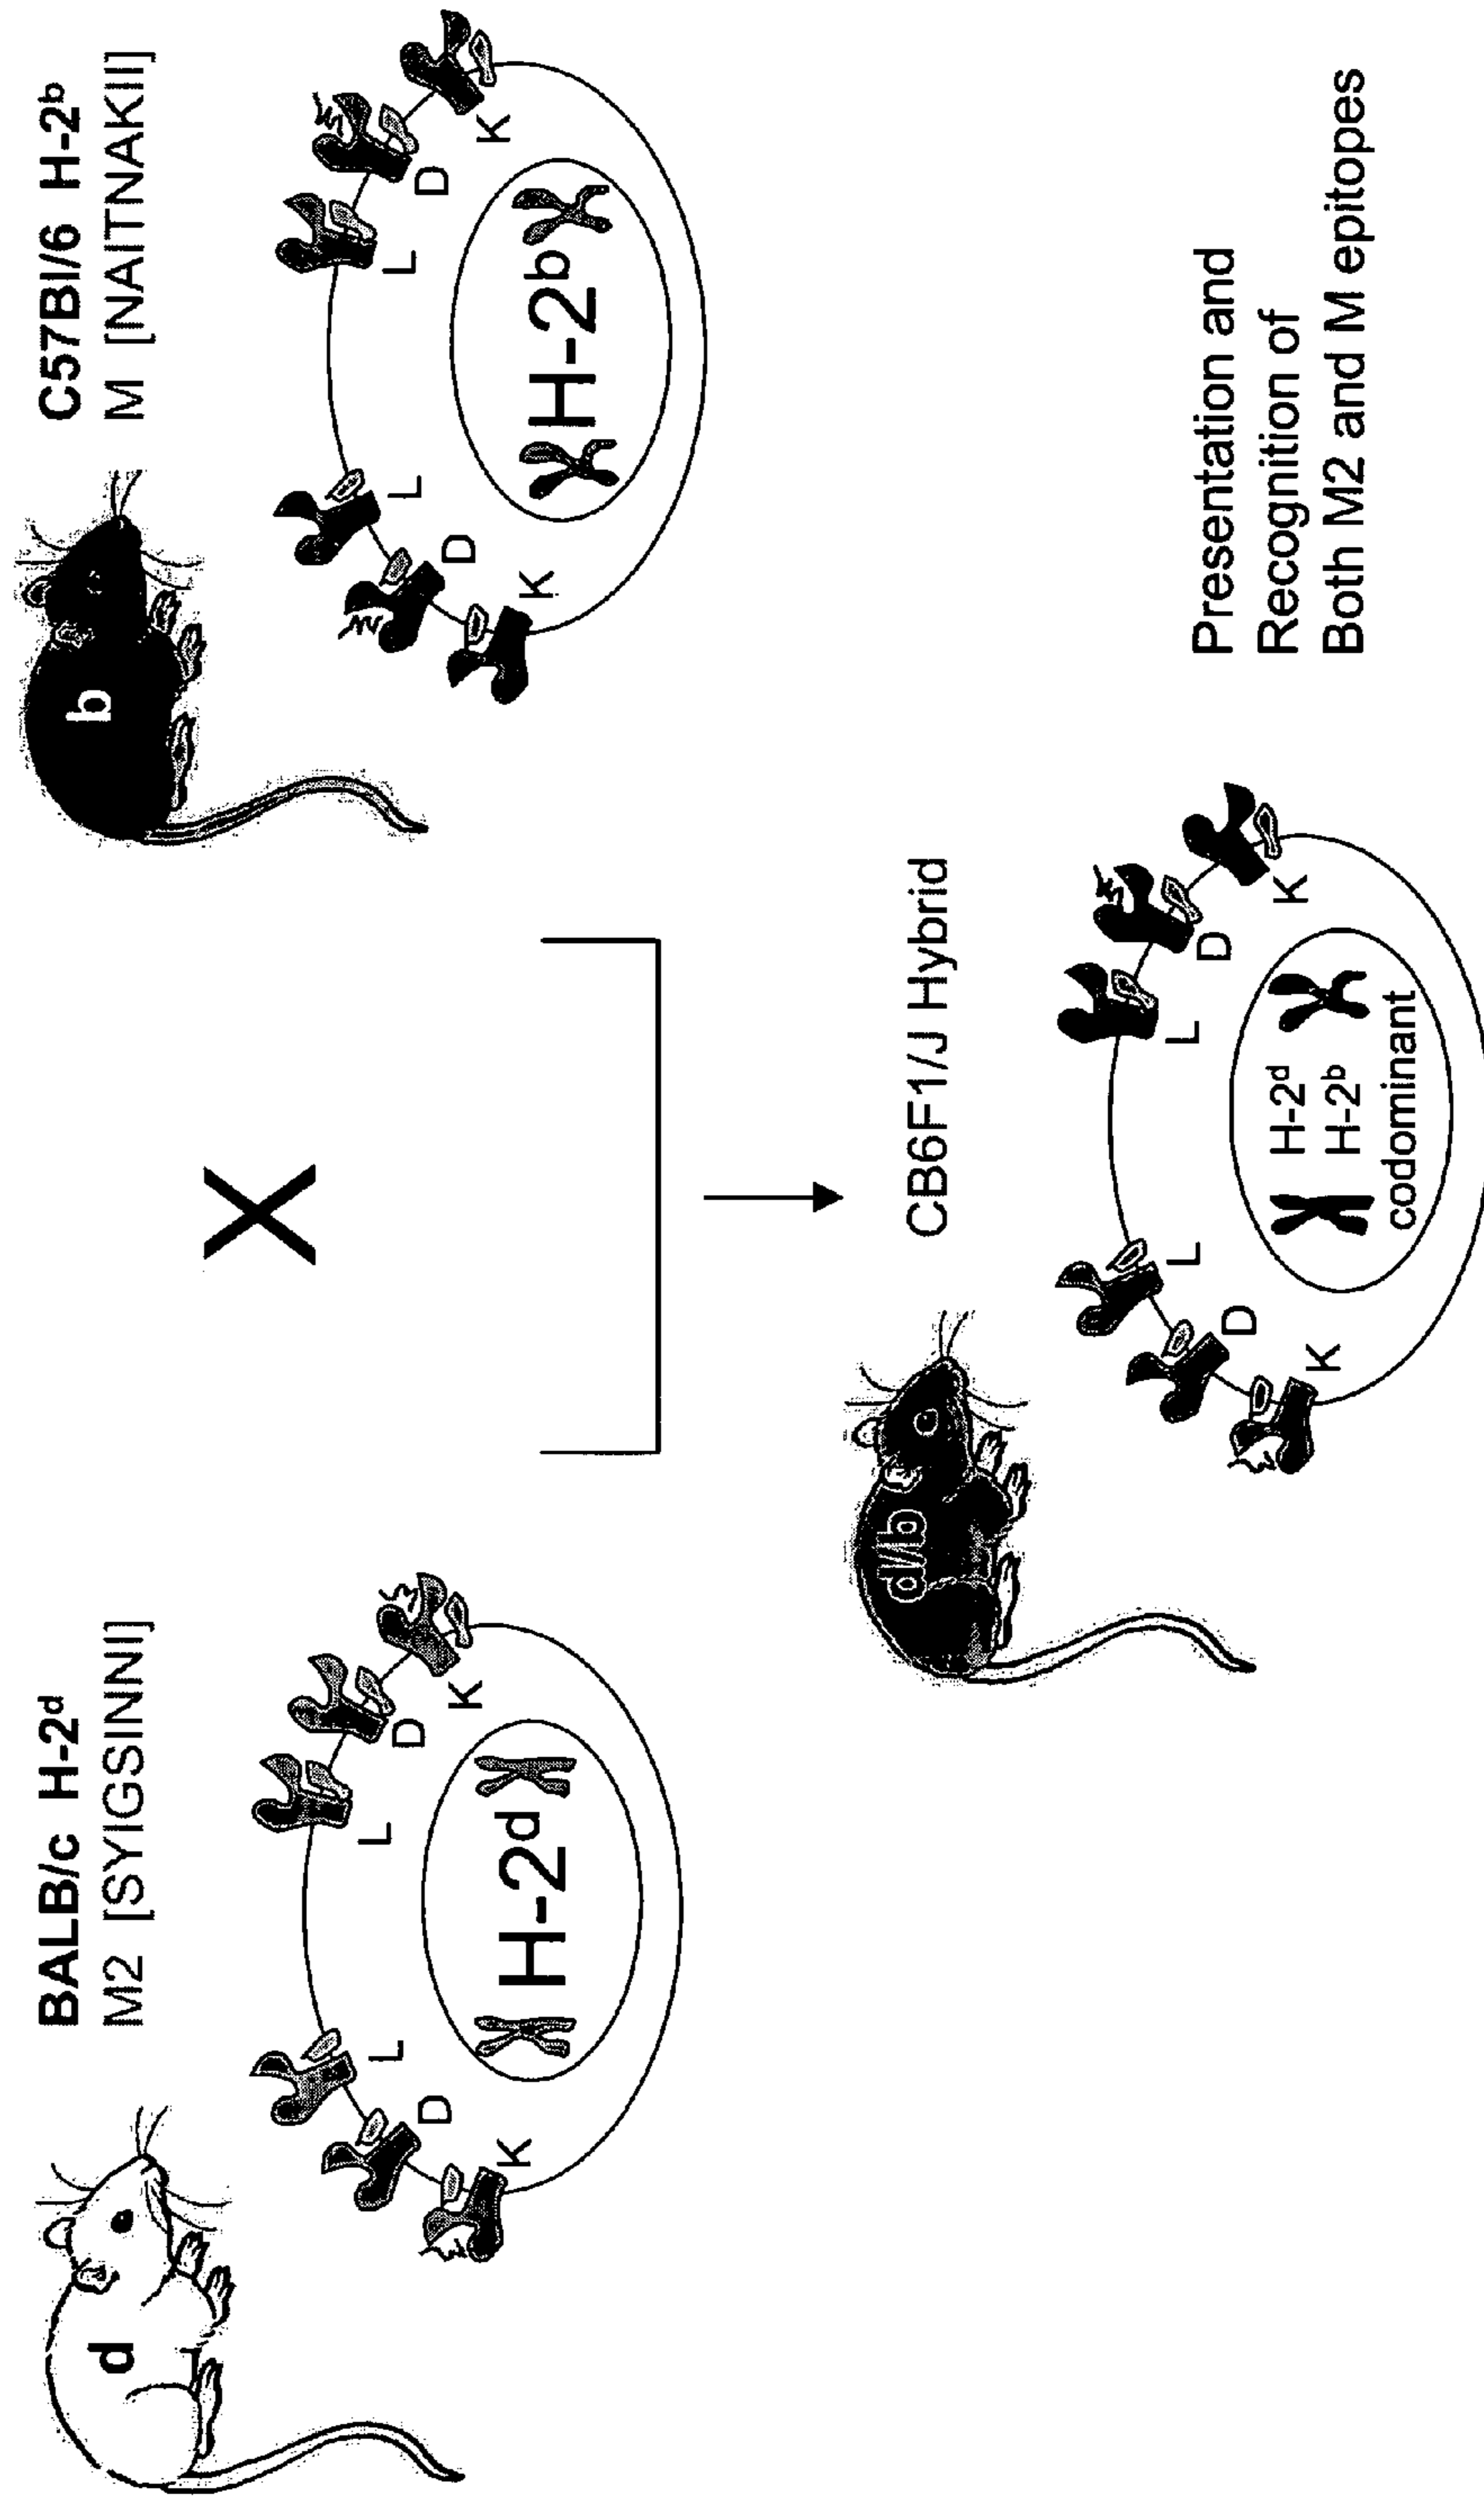 BALB/c H-2ᵈ
M2 [SYIGSINNI]
d
L
D
K
L
D
K
H-2ᵈ
X
C57Bl/6 H-2ᵇ
M [NAITNAKII]
b
L
D
K
L
D
K
H-2ᵇ
CB6F1/J Hybrid
d/b
L
D
K
L
D
K
H-2ᵈ
H-2ᵇ
codominant
Presentation and
Recognition of
Both M2 and M epitopes